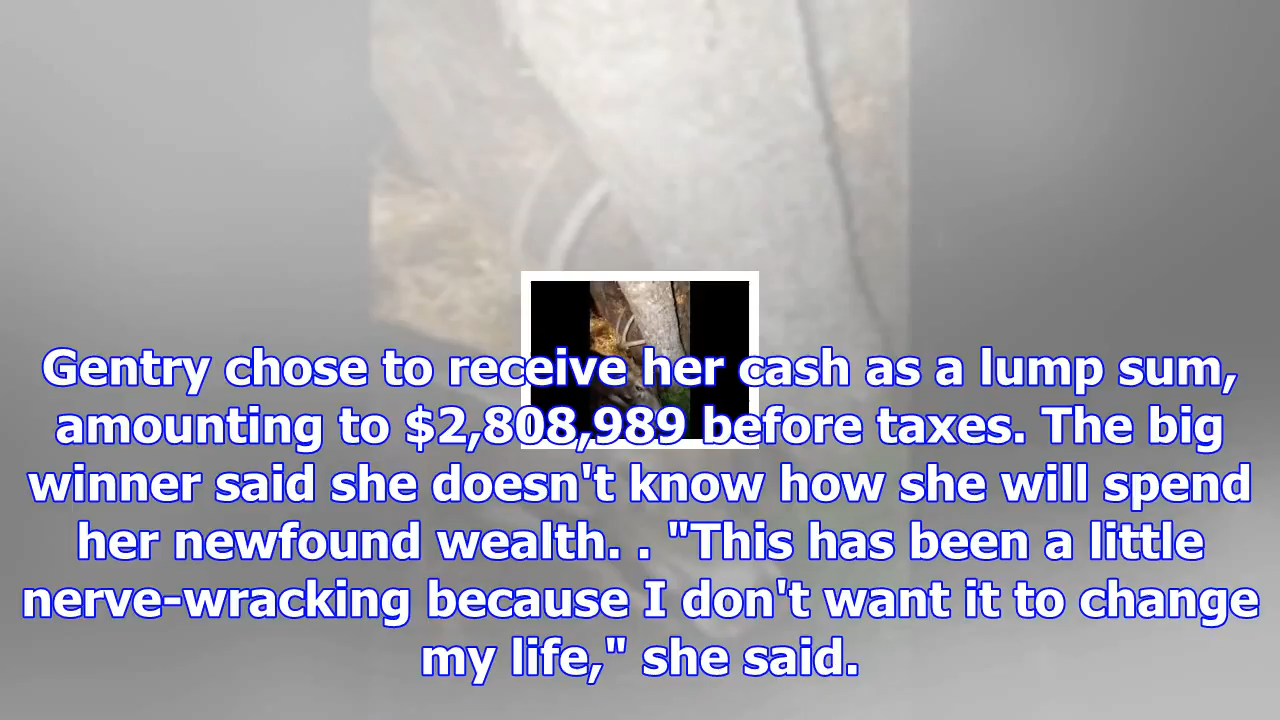 Gentry chose to receive her cash as a lump sum,
amounting to $2,808,989 before taxes. The big
winner said she doesn't know how she will spend
her newfound wealth. . "This has been a little
nerve-wracking because I don't want it to change
my life," she said.